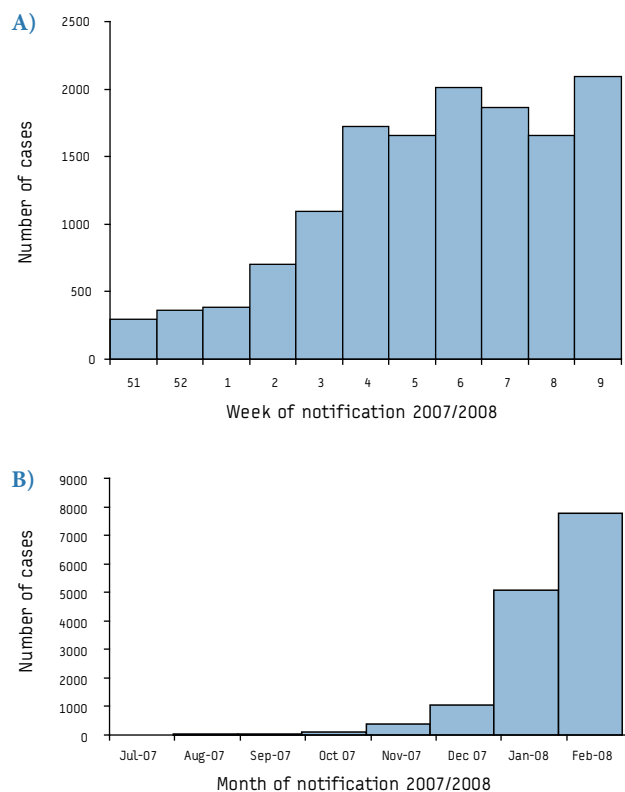 A)
2500
2000
1500
1000
500
0
Number of cases
51 52 1 2 3 4 5 6 7 8 9
Week of notification 2007/2008
B)
9000
8000
7000
6000
5000
4000
3000
2000
1000
0
Number of cases
Jul-07 Aug-07 Sep-07 Oct 07 Nov-07 Dec 07 Jan-08 Feb-08
Month of notification 2007/2008